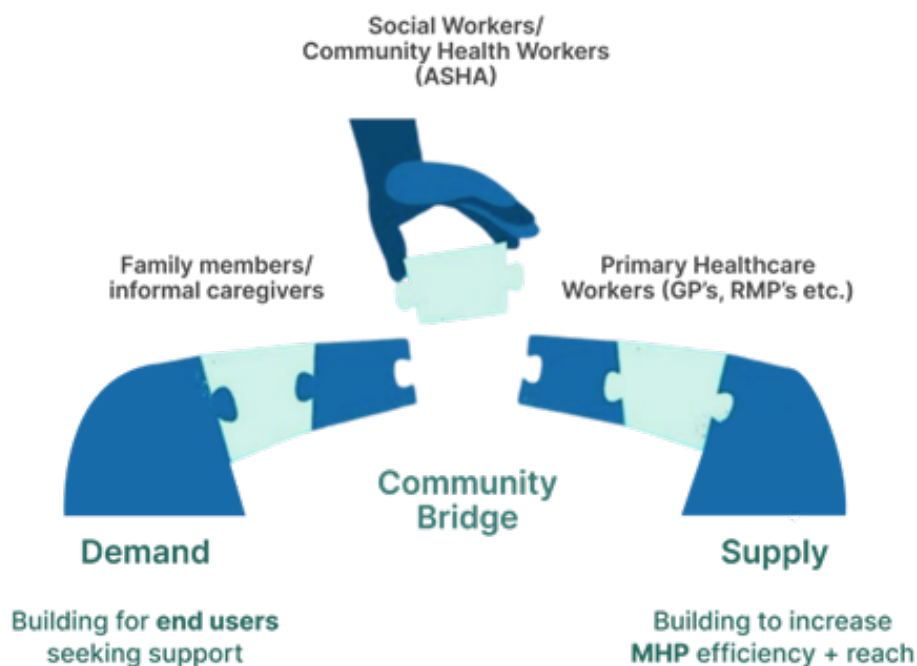 Social Workers/
Community Health Workers
(ASHA)
Family members/
informal caregivers
Primary Healthcare
Workers (GP's, RMP's etc.)
Community
Bridge
Demand
Supply
Building for end users
seeking support
Building to increase
MHP efficiency + reach